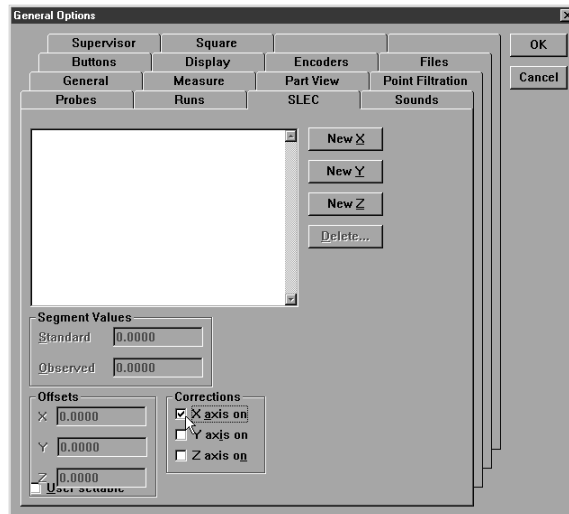 General Options
Supervisor Square
Buttons Display Encoders Files
General Measure Part View Point Filtration
Probes Runs SLEC Sounds
OK
Cancel
New X
New Y
New Z
Delete...
Segment Values
Standard 0.0000
Observed 0.0000
Offsets
X 0.0000
Y 0.0000
Z 0.0000
User settable
Corrections
X axis on
Y axis on
Z axis on